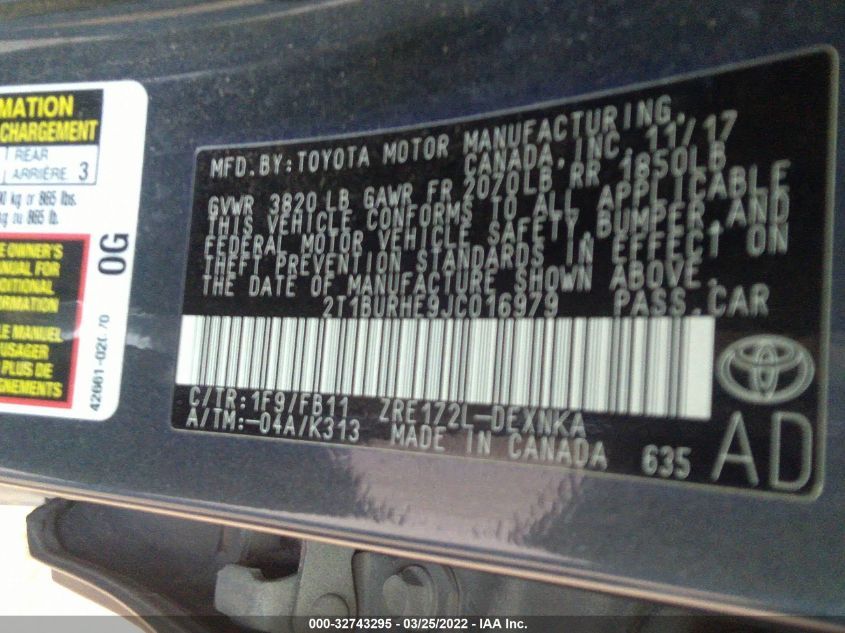 MATION
CHARGEMENT
REAR
ARRIÈRE 3
kg or 865 lbs.
kg ou 865 lb.
E OWNER'S
ANUAL FOR
DITIONAL
ORMATION
LE MANUEL
USAGER
PLUS DE
GNEMENTS
0G
MFD. BY: TOYOTA MOTOR MANUFACTURING,
CANADA, INC. 11/17
GVWR 3820 LB GAWR FR 2070LB RR 1850LB
THIS VEHICLE CONFORMS TO ALL APPLICABLE
FEDERAL MOTOR VEHICLE SAFETY, BUMPER, AND
THEFT PREVENTION STANDARDS IN EFFECT ON
THE DATE OF MANUFACTURE SHOWN ABOVE.
2T1BURHE9JC016979 PASS.CAR
C/TR:1F9/FB11 ZRE172L-DEXNKA
A/TM:-04A/K313 MADE IN CANADA 635
AD
000-32743295 - 03/25/2022 - IAA Inc.